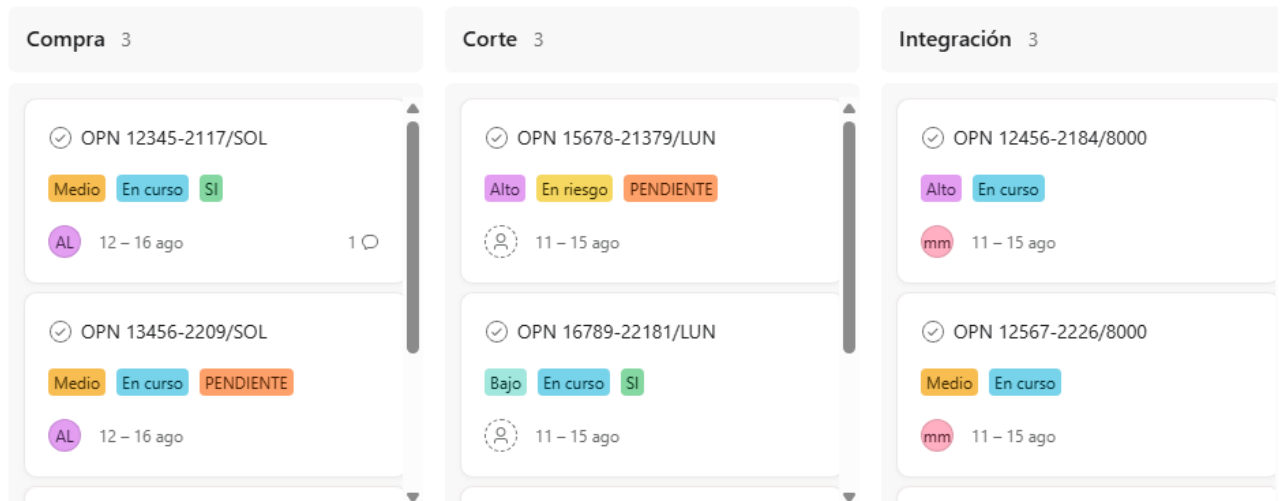 Compra 3
OPN 12345-2117/SOL
Medio En curso SI
AL 12 – 16 ago 1
OPN 13456-2209/SOL
Medio En curso PENDIENTE
AL 12 – 16 ago
Corte 3
OPN 15678-21379/LUN
Alto En riesgo PENDIENTE
11 – 15 ago
OPN 16789-22181/LUN
Bajo En curso SI
11 – 15 ago
Integración 3
OPN 12456-2184/8000
Alto En curso
mm 11 – 15 ago
OPN 12567-2226/8000
Medio En curso
mm 11 – 15 ago